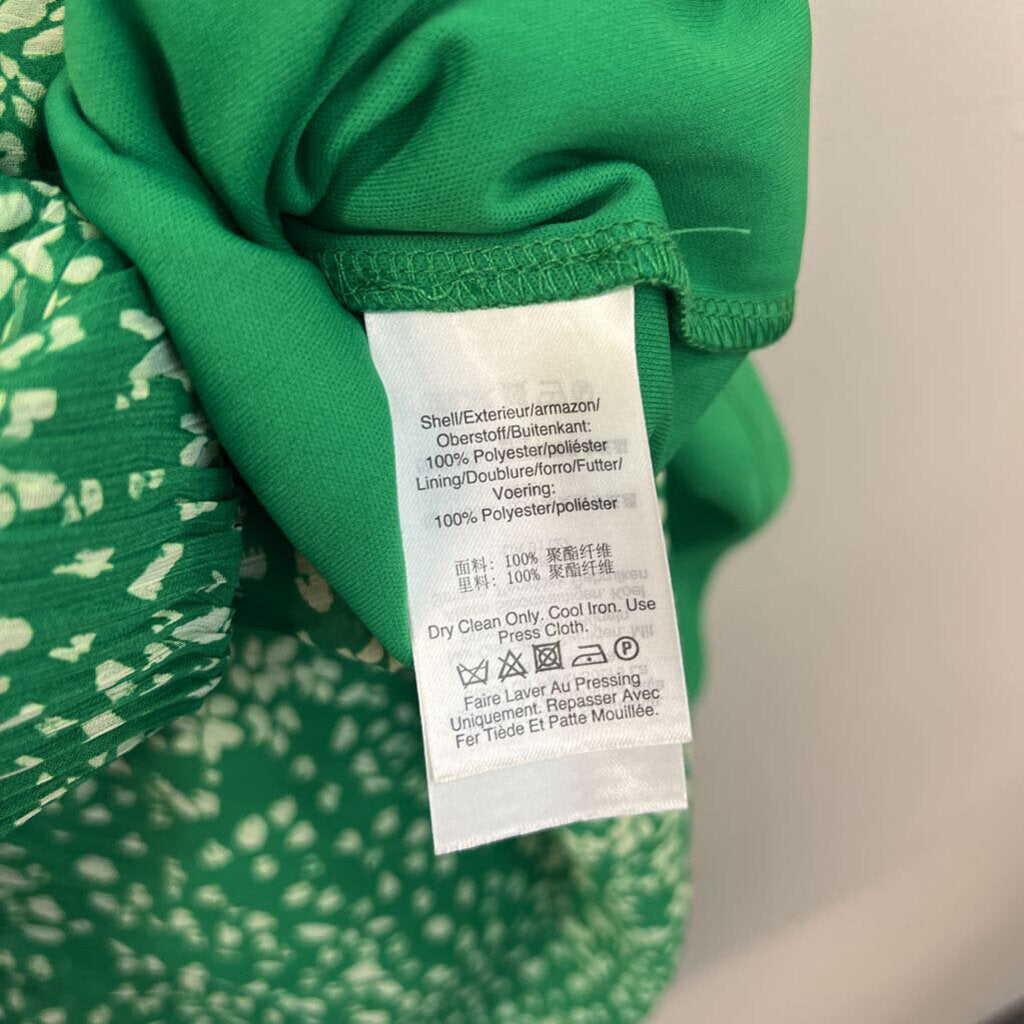 Shell/Exterieur/armazon/
Oberstoff/Buitenkant:
100% Polyester/poliéster
Lining/Doublure/forro/Futter/
Voering:
100% Polyester/poliéster
面料: 100% 聚酯纤维
里料: 100% 聚酯纤维
Dry Clean Only. Cool Iron. Use
Press Cloth.
P
Faire Laver Au Pressing
Uniquement. Repasser Avec
Fer Tiède Et Patte Mouillée.